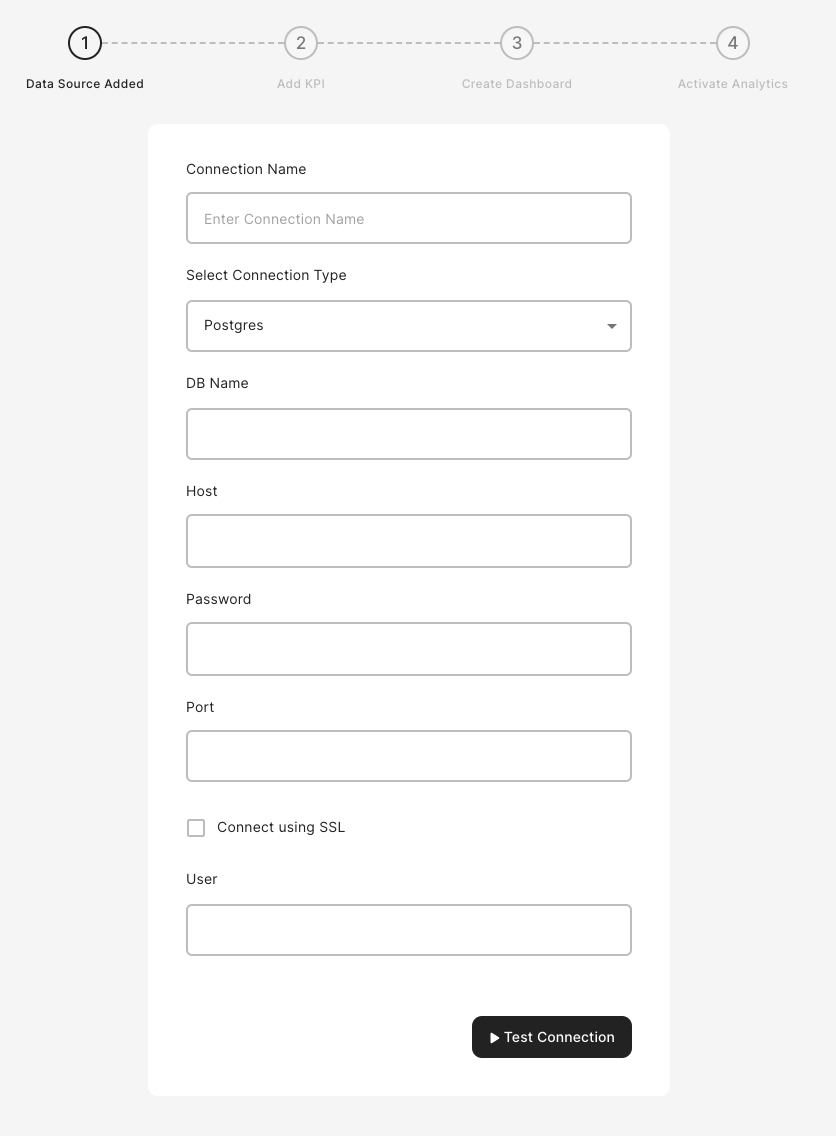 1 2 3 4
Data Source Added Add KPI Create Dashboard Activate Analytics
Connection Name
Enter Connection Name
Select Connection Type
Postgres
DB Name
Host
Password
Port
Connect using SSL
User
Test Connection